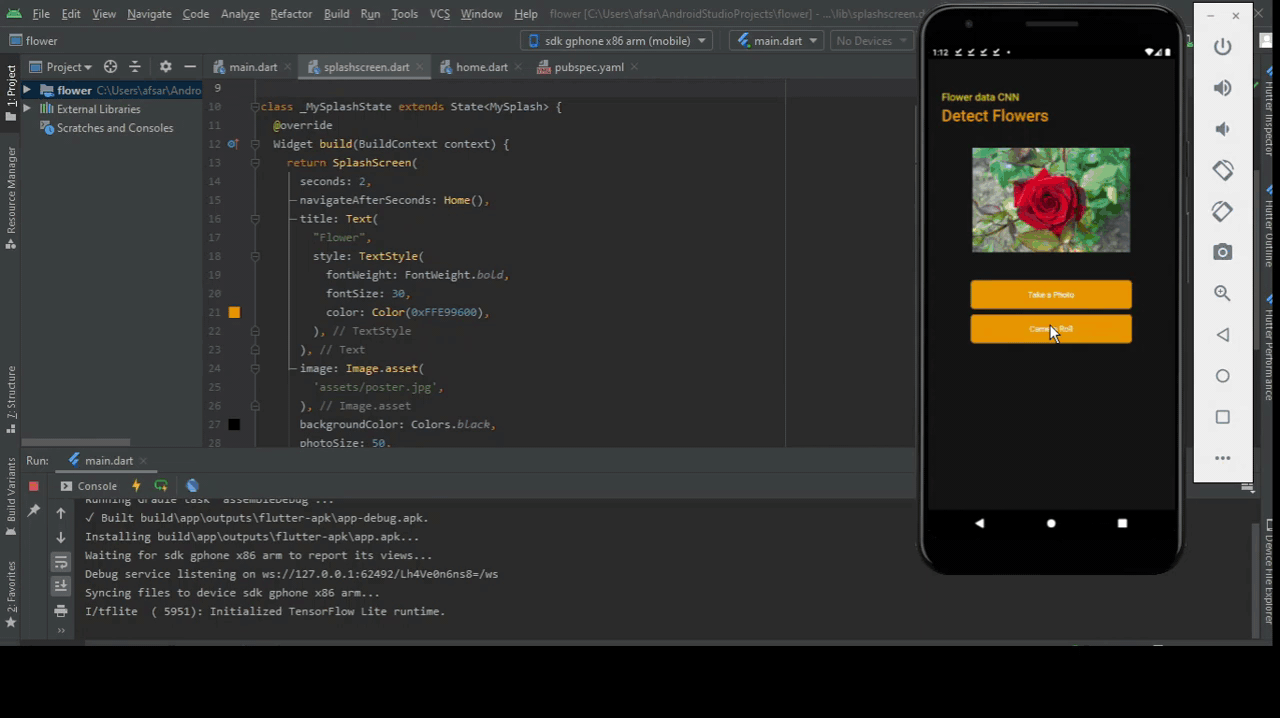 File Edit View Navigate Code Analyze Refactor Build Run Tools VCS Window Help flower [C:\Users\afsar\AndroidStudioProjects\flower] - ...\lib\splashscreen.dart
flower
sdk gphone x86 arm (mobile)
main.dart
No Devices
Project
main.dart
splashscreen.dart
home.dart
pubspec.yaml
flower C:\Users\afsar\Andro
External Libraries
Scratches and Consoles
9
10 class _MySplashState extends State<MySplash> {
11 @override
12 Widget build(BuildContext context) {
13 return SplashScreen(
14 seconds: 2,
15 navigateAfterSeconds: Home(),
16 title: Text(
17 "Flower",
18 style: TextStyle(
19 fontWeight: FontWeight.bold,
20 fontSize: 30,
21 color: Color(0xFFE99600),
22 ), // TextStyle
23 ), // Text
24 image: Image.asset(
25 'assets/poster.jpg',
26 ), // Image.asset
27 backgroundColor: Colors.black,
28 photoSize: 50,
1: Project
Resource Manager
7: Structure
Build Variants
2: Favorites
Run: main.dart
Console
Running Gradle task 'assembleDebug'...
✓ Built build\app\outputs\flutter-apk\app-debug.apk.
Installing build\app\outputs\flutter-apk\app.apk...
Waiting for sdk gphone x86 arm to report its views...
Debug service listening on ws://127.0.0.1:62492/Lh4Ve0n6ns8=/ws
Syncing files to device sdk gphone x86 arm...
I/tflite ( 5951): Initialized TensorFlow Lite runtime.
1:12
Flower data CNN
Detect Flowers
Take a Photo
Camera Roll
Flutter Inspector
Flutter Outline
Flutter Performance
Device File Explorer